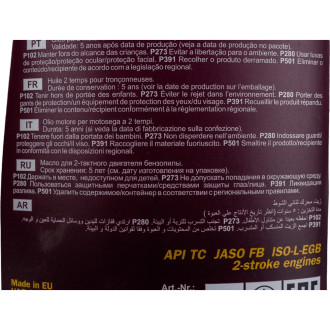 PT
Validade: 5 anos após a data de produção (veja a data de produção no pacote).
P102 Manter fora do alcance das crianças. P273 Evitar a libertação para o ambiente. P280 Usar luvas
de proteção/proteção ocular/proteção facial. P391 Recolher o produto derramado. P501 Eliminar o
conteúdo de acordo com a legislação
FR
Huile 2 temps pour tronçonneuses.
Durée de conservation: 5 ans (voir la date sur l'emballage).
P102 Tenir hors de portée des enfants. P273 Éviter le rejet dans l'environnement. P280 Porter des
gants de protection/un équipement de protection des yeux/du visage. P391 Recueillir le produit répandu.
P501 Éliminer le contenu/récipient conformément à la réglementation régionale.
IT
Olio motore per motosega a 2 tempi.
Durata: 5 anni (si veda la data di fabbricazione sulla confezione).
P102 Tenere fuori dalla portata dei bambini. P273 Non disperdere nell'ambiente. P280 Indossare guanti/
proteggere gli occhi/il viso. P391 Raccogliere il materiale fuoriuscito. P501 Smaltire il prodotto/recipiente
in conformità con le disposizioni regionali.
RU
Масло для 2-тактного двигателя бензопилы.
Срок хранения: 5 лет (см. дату изготовления на упаковке).
P102 Держать в месте, недоступном для детей. P273 Не допускать попадания в окружающую среду.
P280 Пользоваться защитными перчатками/средствами защиты глаз/лица. P391 Ликвидация
разлива. P501 Удалить содержимое/контейнер в соответствии с региональным законодательством.
AR
زيت محرك ثنائي الشوط
API TC JASO FB ISO-L-EGB
2-stroke engines
Made in EU
Art.-Nr.: